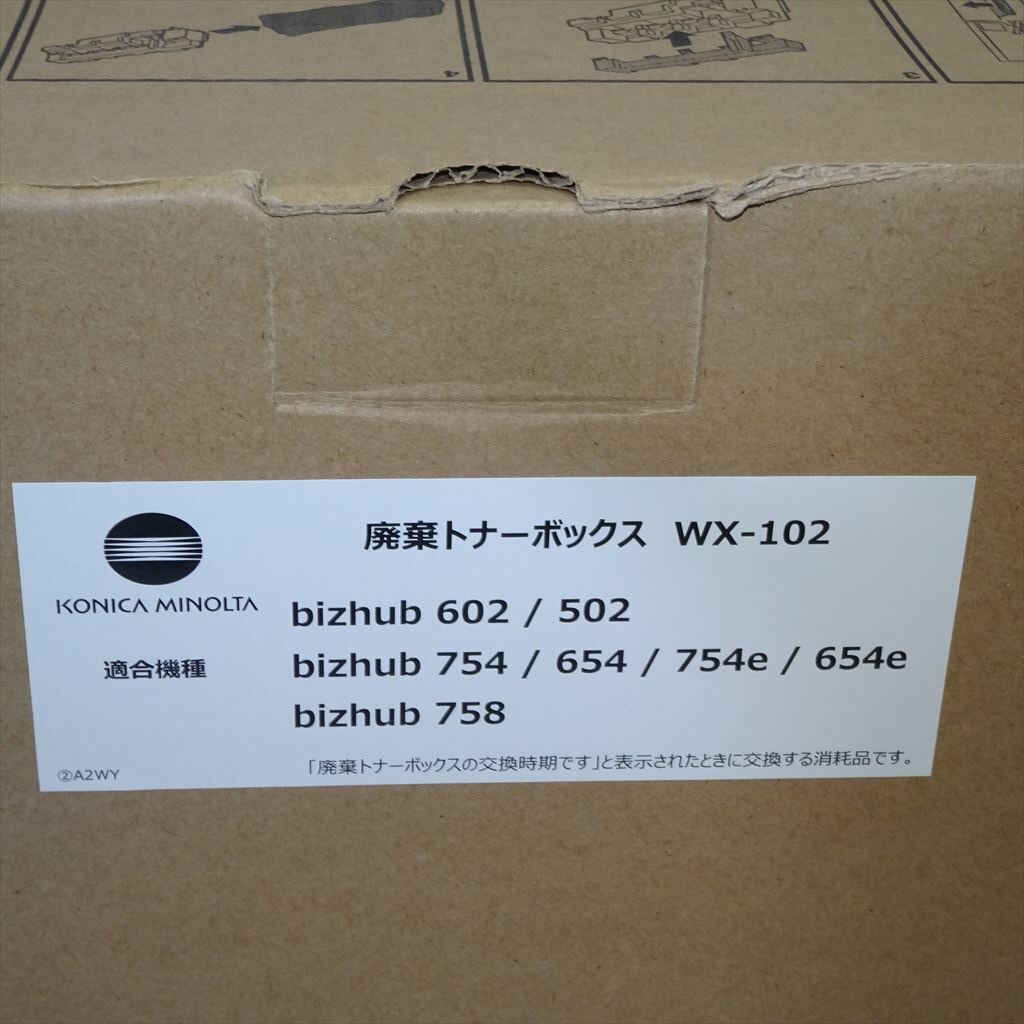 4
3
廃棄トナーボックス WX-102
KONICA MINOLTA
bizhub 602 / 502
適合機種
bizhub 754 / 654 / 754e / 654e
bizhub 758
②A2WY
「廃棄トナーボックスの交換時期です」と表示されたときに交換する消耗品です。